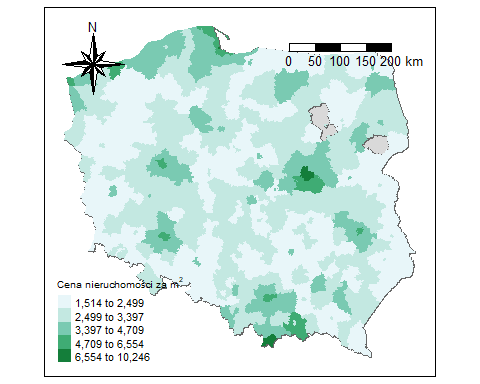 N
0 50 100 150 200 km
Cena nieruchomości za m²
1,514 to 2,499
2,499 to 3,397
3,397 to 4,709
4,709 to 6,554
6,554 to 10,246